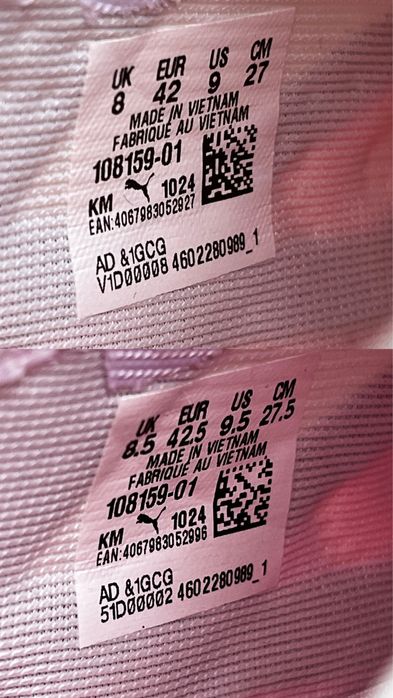 UK EUR US CM
8 42 9 27
MADE IN VIETNAM
FABRIQUÉ AU VIETNAM
108159-01
KM 1024
EAN:4067983052927
AD &1GCG
V1D00008 4602280989_1
UK EUR US CM
8.5 42.5 9.5 27.5
MADE IN VIETNAM
FABRIQUÉ AU VIETNAM
108159-01
KM 1024
EAN:4067983052996
AD &1GCG
51D00002 4602280989_1